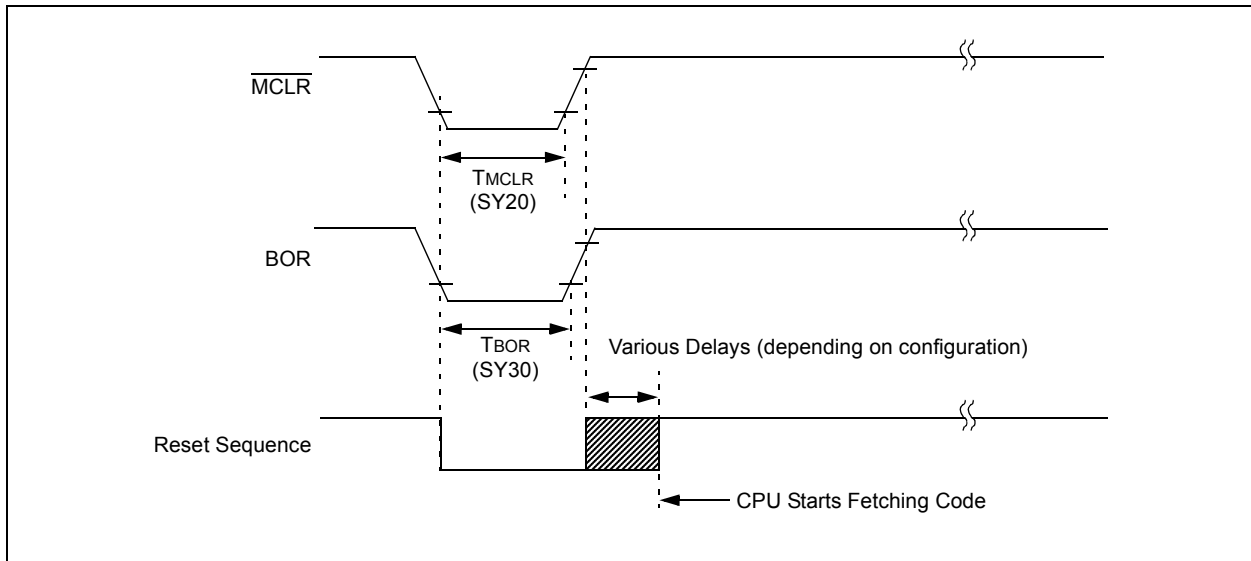 MCLR
TMCLR
(SY20)
BOR
TBOR
(SY30)
Various Delays (depending on configuration)
Reset Sequence
CPU Starts Fetching Code